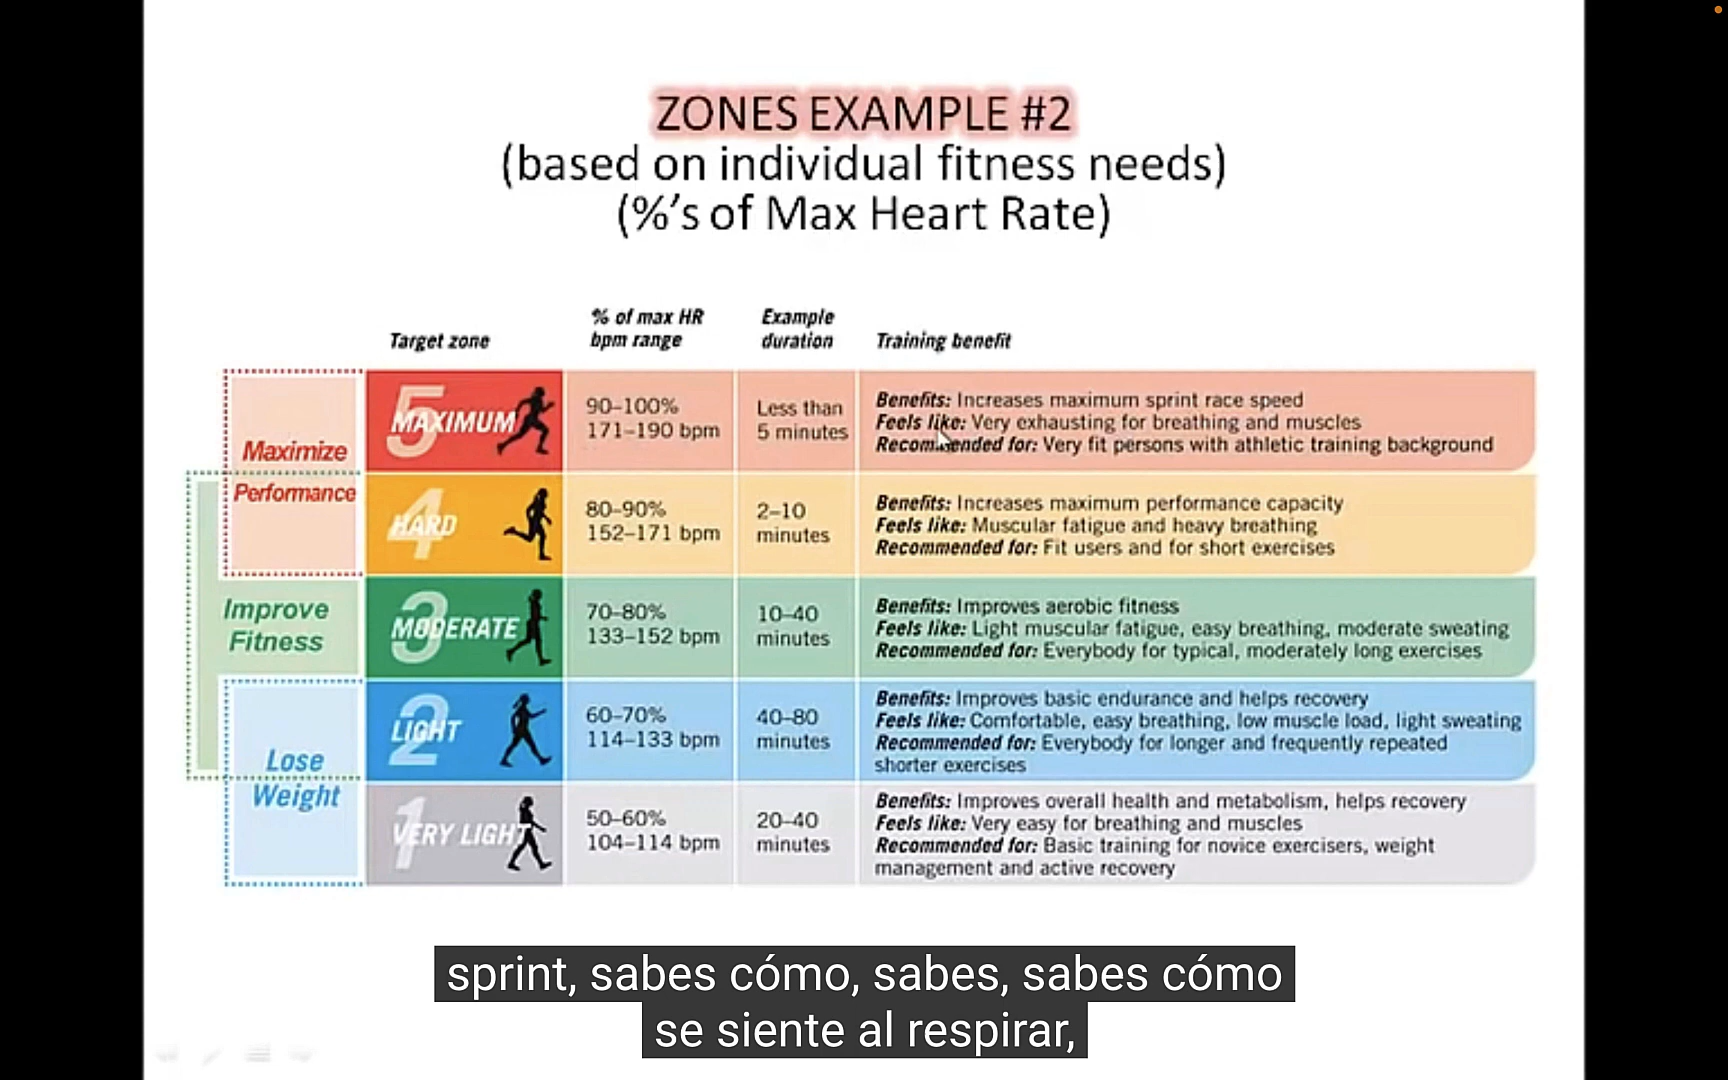 ZONES EXAMPLE #2
(based on individual fitness needs)
(%'s of Max Heart Rate)
Target zone
% of max HR
bpm range
Example
duration
Training benefit
Maximize
Performance
Improve
Fitness
Lose
Weight
5 MAXIMUM
90–100%
171–190 bpm
Less than
5 minutes
Benefits: Increases maximum sprint race speed
Feels like: Very exhausting for breathing and muscles
Recommended for: Very fit persons with athletic training background
4 HARD
80–90%
152–171 bpm
2–10
minutes
Benefits: Increases maximum performance capacity
Feels like: Muscular fatigue and heavy breathing
Recommended for: Fit users and for short exercises
3 MODERATE
70–80%
133–152 bpm
10–40
minutes
Benefits: Improves aerobic fitness
Feels like: Light muscular fatigue, easy breathing, moderate sweating
Recommended for: Everybody for typical, moderately long exercises
2 LIGHT
60–70%
114–133 bpm
40–80
minutes
Benefits: Improves basic endurance and helps recovery
Feels like: Comfortable, easy breathing, low muscle load, light sweating
Recommended for: Everybody for longer and frequently repeated
shorter exercises
1 VERY LIGHT
50–60%
104–114 bpm
20–40
minutes
Benefits: Improves overall health and metabolism, helps recovery
Feels like: Very easy for breathing and muscles
Recommended for: Basic training for novice exercisers, weight
management and active recovery
sprint, sabes cómo, sabes, sabes cómo
se siente al respirar,